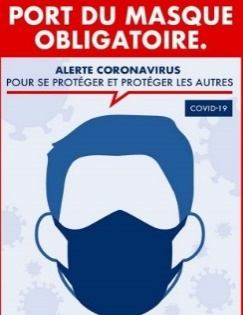 PORT DU MASQUE
OBLIGATOIRE.
ALERTE CORONAVIRUS
POUR SE PROTÉGER ET PROTÉGER LES AUTRES
COVID-19